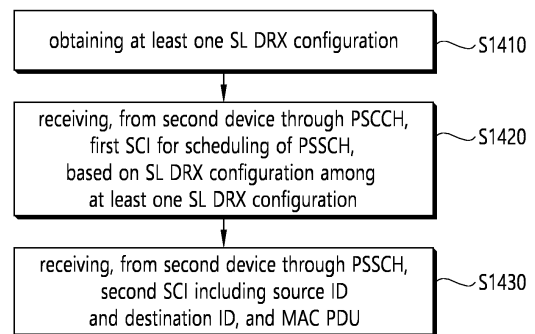 obtaining at least one SL DRX configuration
S1410
receiving, from second device through PSCCH,
first SCI for scheduling of PSSCH,
based on SL DRX configuration among
at least one SL DRX configuration
S1420
receiving, from second device through PSSCH,
second SCI including source ID
and destination ID, and MAC PDU
S1430